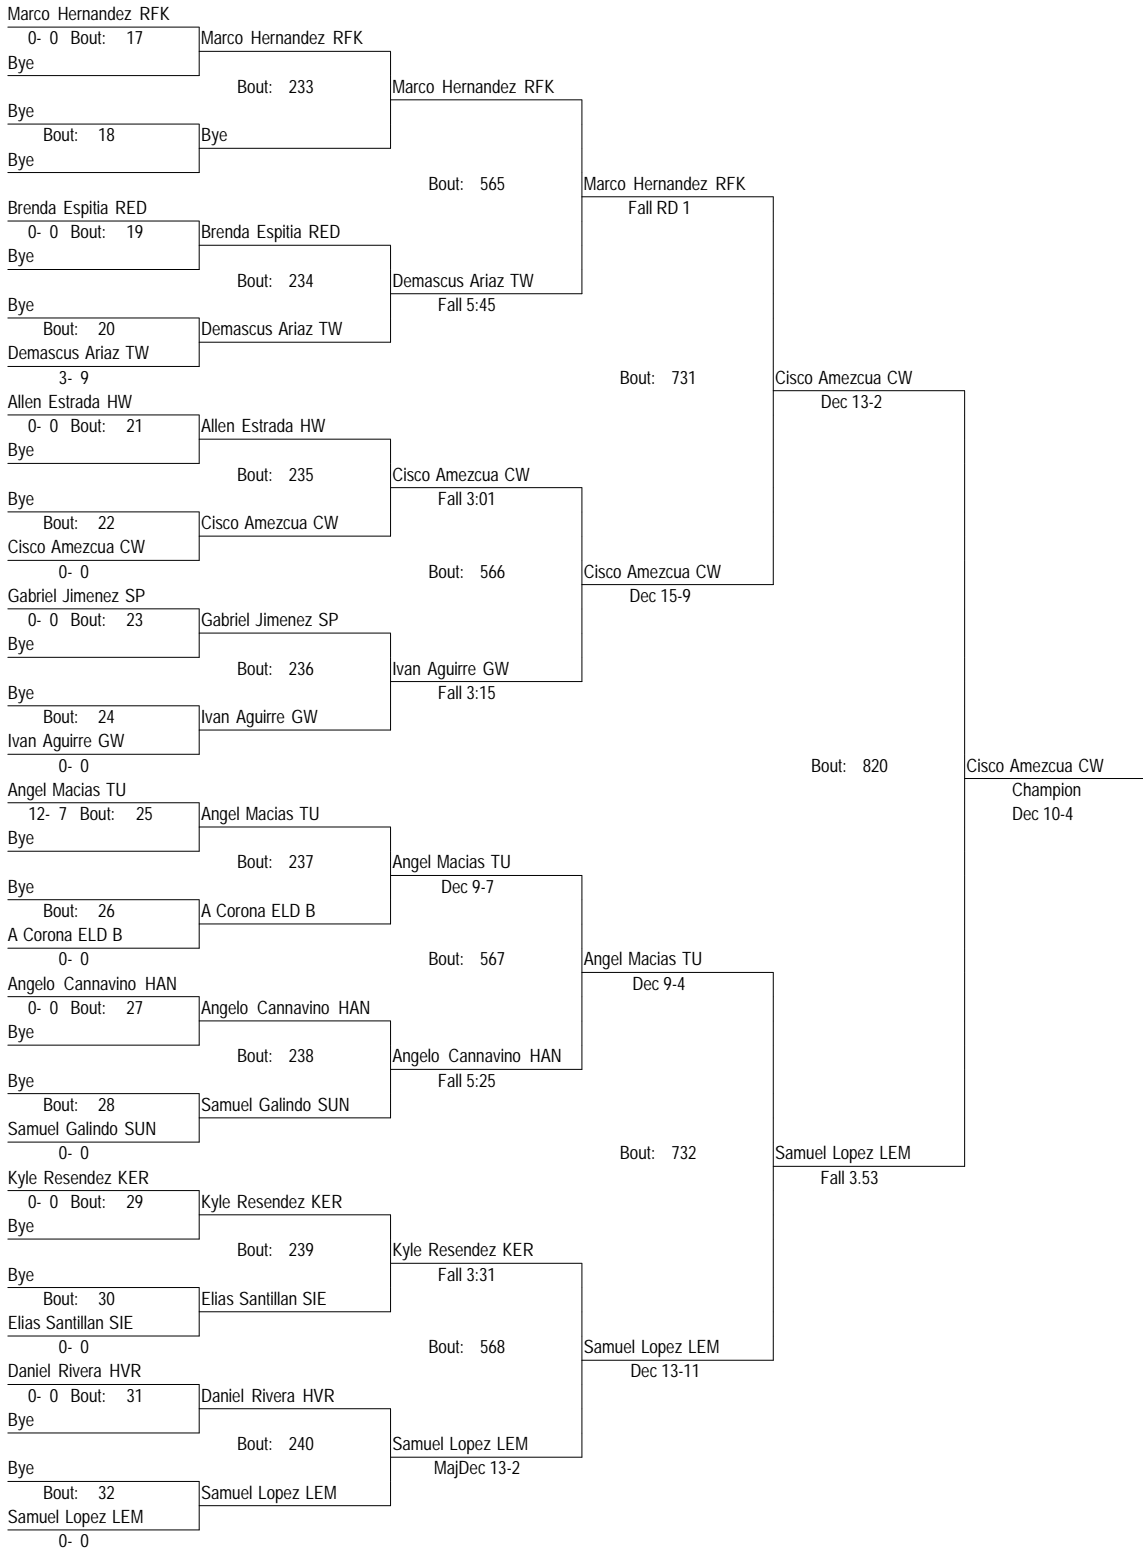 Marco Hernandez RFK
0- 0 Bout: 17 Marco Hernandez RFK
Bye
Bout: 233 Marco Hernandez RFK
Bye
Bout: 18 Bye
Bye
Bout: 565 Marco Hernandez RFK
Fall RD 1
Brenda Espitia RED
0- 0 Bout: 19 Brenda Espitia RED
Bye
Bout: 234 Demascus Ariaz TW
Bye Fall 5:45
Bout: 20 Demascus Ariaz TW
Demascus Ariaz TW
3- 9 Bout: 731 Cisco Amezcua CW
Allen Estrada HW Dec 13-2
0- 0 Bout: 21 Allen Estrada HW
Bye
Bout: 235 Cisco Amezcua CW
Bye Fall 3:01
Bout: 22 Cisco Amezcua CW
Cisco Amezcua CW
0- 0 Bout: 566 Cisco Amezcua CW
Gabriel Jimenez SP Dec 15-9
0- 0 Bout: 23 Gabriel Jimenez SP
Bye
Bout: 236 Ivan Aguirre GW
Bye Fall 3:15
Bout: 24 Ivan Aguirre GW
Ivan Aguirre GW
0- 0 Bout: 820 Cisco Amezcua CW
Angel Macias TU Champion
12- 7 Bout: 25 Angel Macias TU Dec 10-4
Bye
Bout: 237 Angel Macias TU
Bye Dec 9-7
Bout: 26 A Corona ELD B
A Corona ELD B
0- 0 Bout: 567 Angel Macias TU
Angelo Cannavino HAN Dec 9-4
0- 0 Bout: 27 Angelo Cannavino HAN
Bye
Bout: 238 Angelo Cannavino HAN
Bye Fall 5:25
Bout: 28 Samuel Galindo SUN
Samuel Galindo SUN
0- 0 Bout: 732 Samuel Lopez LEM
Kyle Resendez KER Fall 3.53
0- 0 Bout: 29 Kyle Resendez KER
Bye
Bout: 239 Kyle Resendez KER
Bye Fall 3:31
Bout: 30 Elias Santillan SIE
Elias Santillan SIE
0- 0 Bout: 568 Samuel Lopez LEM
Daniel Rivera HVR Dec 13-11
0- 0 Bout: 31 Daniel Rivera HVR
Bye
Bout: 240 Samuel Lopez LEM
Bye MajDec 13-2
Bout: 32 Samuel Lopez LEM
Samuel Lopez LEM
0- 0